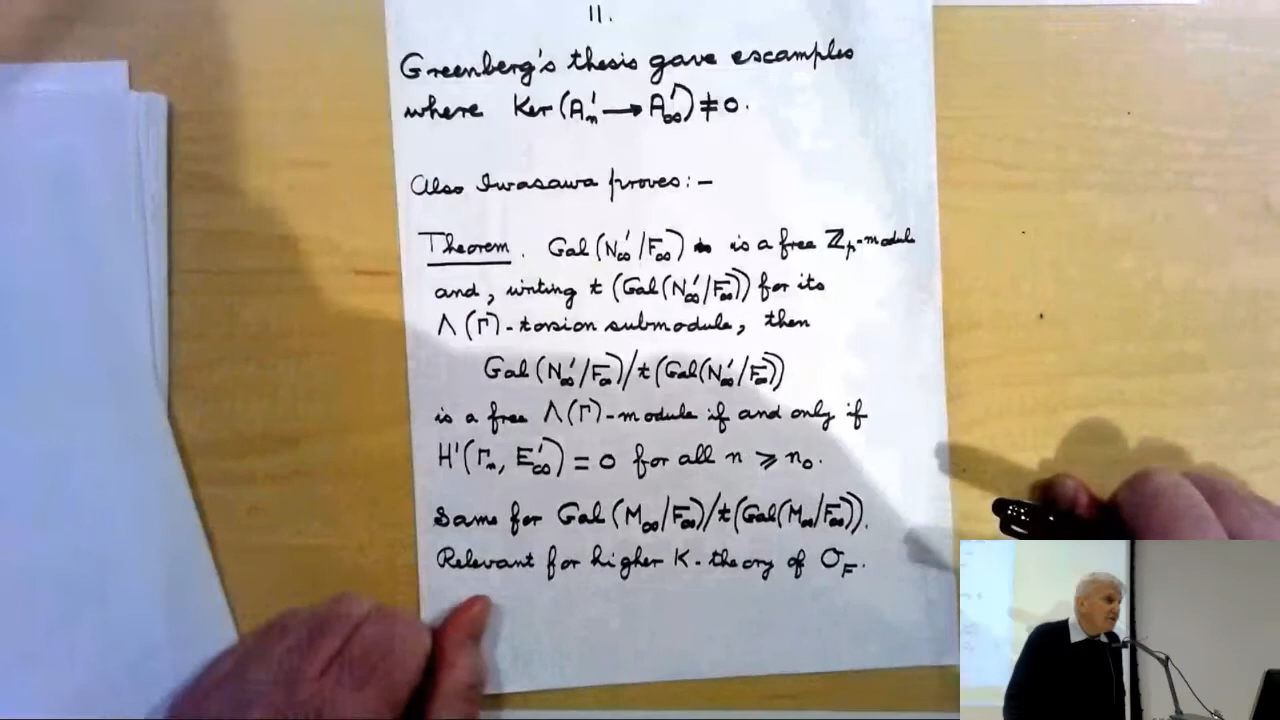 11.
Greenberg's thesis gave escamples
where Ker (A'ₙ → A'∞) ≠ 0.
Also Iwasawa proves: –
Theorem. Gal (N'∞/F∞) is a free ℤₚ-module
and, writing t (Gal(N'∞/F∞)) for its
Λ(Γ)-torsion submodule, then
Gal (N'∞/F∞)/t(Gal(N'∞/F∞))
is a free Λ(Γ)-module if and only if
H'(Γₙ, E'∞) = 0 for all n ⩾ n₀.
Same for Gal (M∞/F∞)/t(Gal(M∞/F∞)).
Relevant for higher K-theory of O_F.